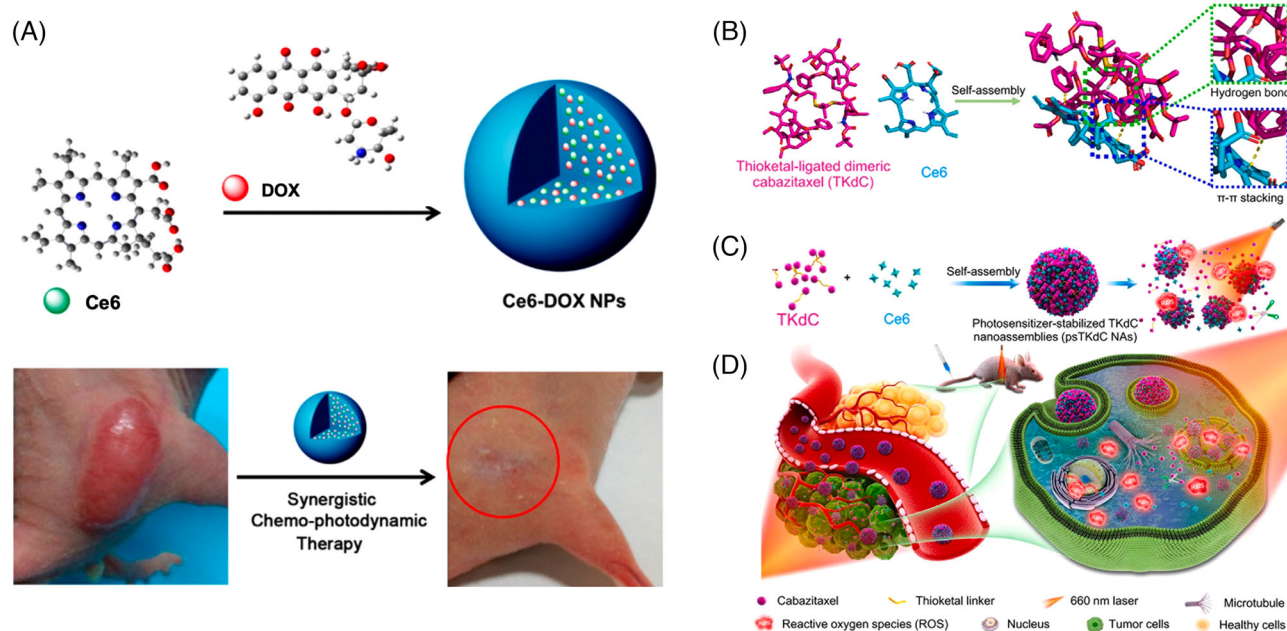 (A)
DOX
Ce6
Ce6-DOX NPs
Synergistic
Chemo-photodynamic
Therapy
(B)
Self-assembly
Thioketal-ligated dimeric
cabazitaxel (TKdC)
Ce6
Hydrogen bond
π-π stacking
(C)
TKdC
+
Ce6
Self-assembly
Photosensitizer-stabilized TKdC
nanoassemblies (psTKdC NAs)
(D)
Cabazitaxel
Thioketal linker
660 nm laser
Microtubule
Reactive oxygen species (ROS)
Nucleus
Tumor cells
Healthy cells